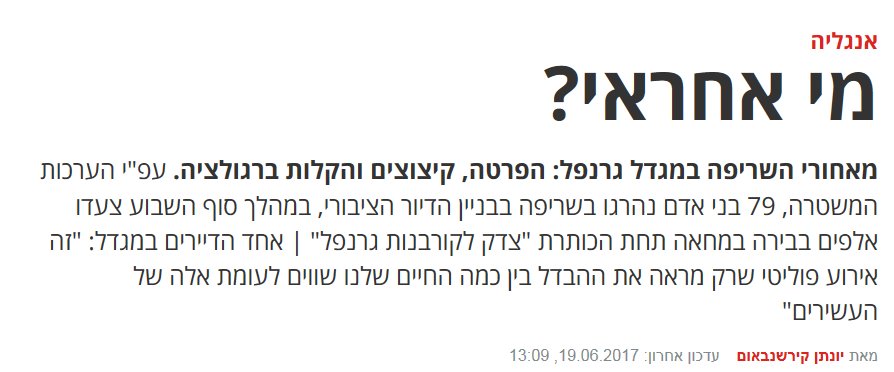 אנגליה
מי אחראי?
מאחורי השריפה במגדל גרנפל: הפרטה, קיצוצים והקלות ברגולציה. עפ"י הערכות
המשטרה, 79 בני אדם נהרגו בשריפה בבניין הדיור הציבורי, במהלך סוף השבוע צעדו
אלפים בבירה במחאה תחת הכותרת "צדק לקורבנות גרנפל" | אחד הדיירים במגדל: "זה
אירוע פוליטי שרק מראה את ההבדל בין כמה החיים שלנו שווים לעומת אלה של
העשירים"
מאת יונתן קירשנבאום עדכון אחרון: 19.06.2017, 13:09